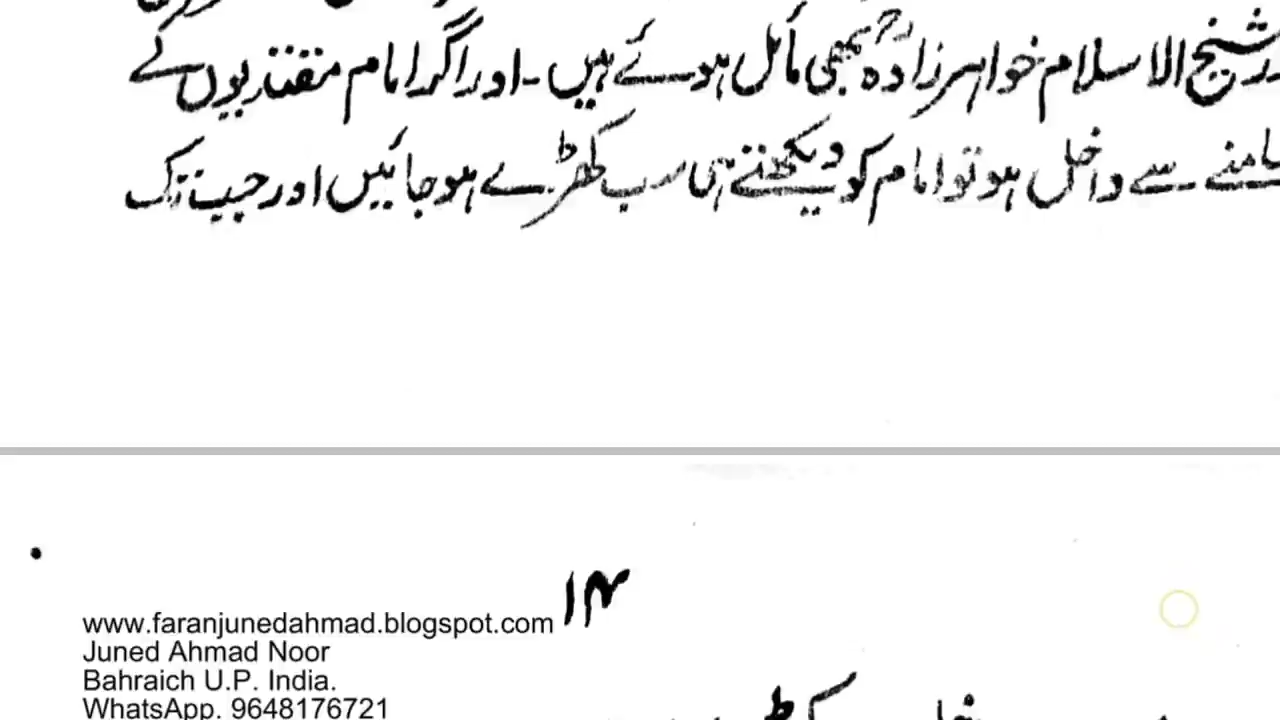 شیخ الاسلام خواہر زادہؒ بھی مائل ہوئے ہیں۔ اور اگر امام مقتدیوں کے
سامنے سے داخل ہو تو امام کو دیکھتے ہی سب کھڑے ہو جائیں اور جب تک
۱۴
www.faranjunedahmad.blogspot.com
Juned Ahmad Noor
Bahraich U.P. India.
WhatsApp. 9648176721